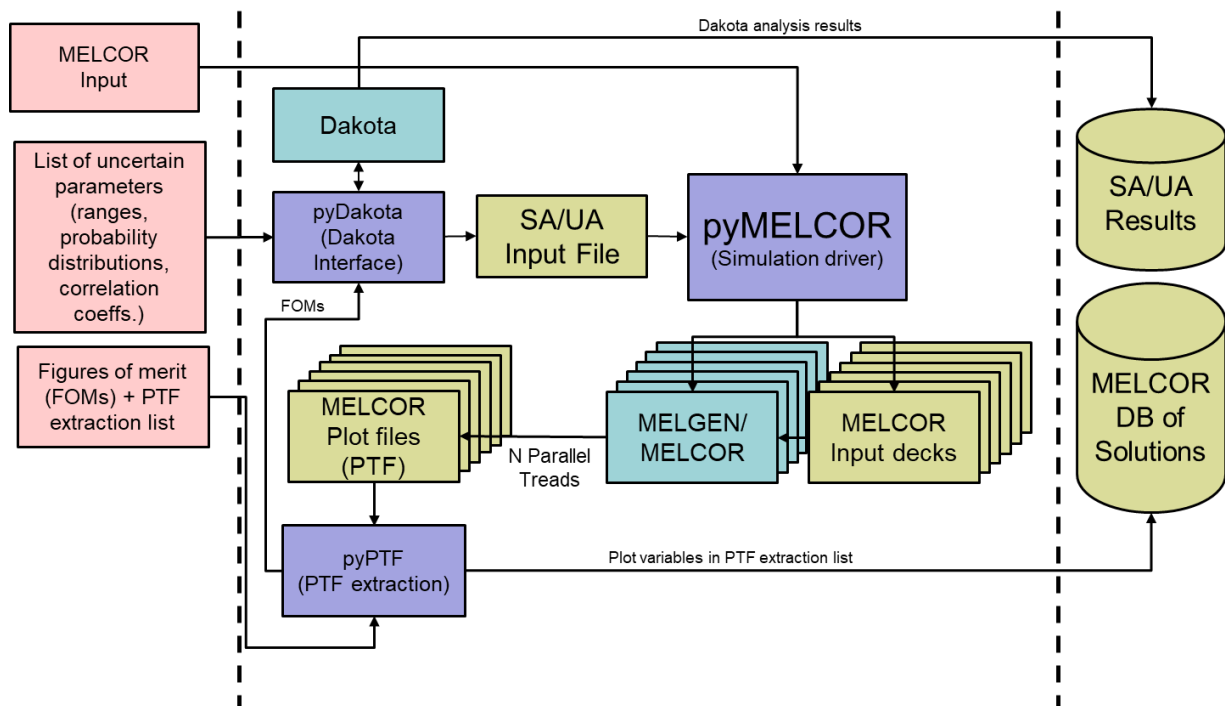 Dakota analysis results
MELCOR
Input
Dakota
List of uncertain
parameters
(ranges,
probability
distributions,
correlation
coeffs.)
pyDakota
(Dakota
Interface)
SA/UA
Input File
pyMELCOR
(Simulation driver)
SA/UA
Results
FOMs
Figures of merit
(FOMs) + PTF
extraction list
MELCOR
Plot files
(PTF)
N Parallel
Treads
MELGEN/
MELCOR
MELCOR
Input decks
MELCOR
DB of
Solutions
pyPTF
(PTF extraction)
Plot variables in PTF extraction list